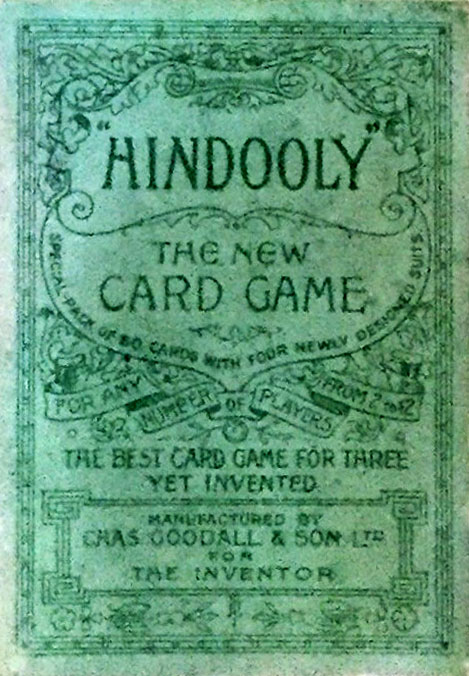 "HINDOOLY"
THE NEW
CARD GAME
SPECIAL PACK OF 60 CARDS WITH FOUR NEWLY DESIGNED SUITS
FOR ANY NUMBER OF PLAYERS FROM 2 TO 12
THE BEST CARD GAME FOR THREE
YET INVENTED
MANUFACTURED BY
CHAS GOODALL & SON LTD
FOR
THE INVENTOR